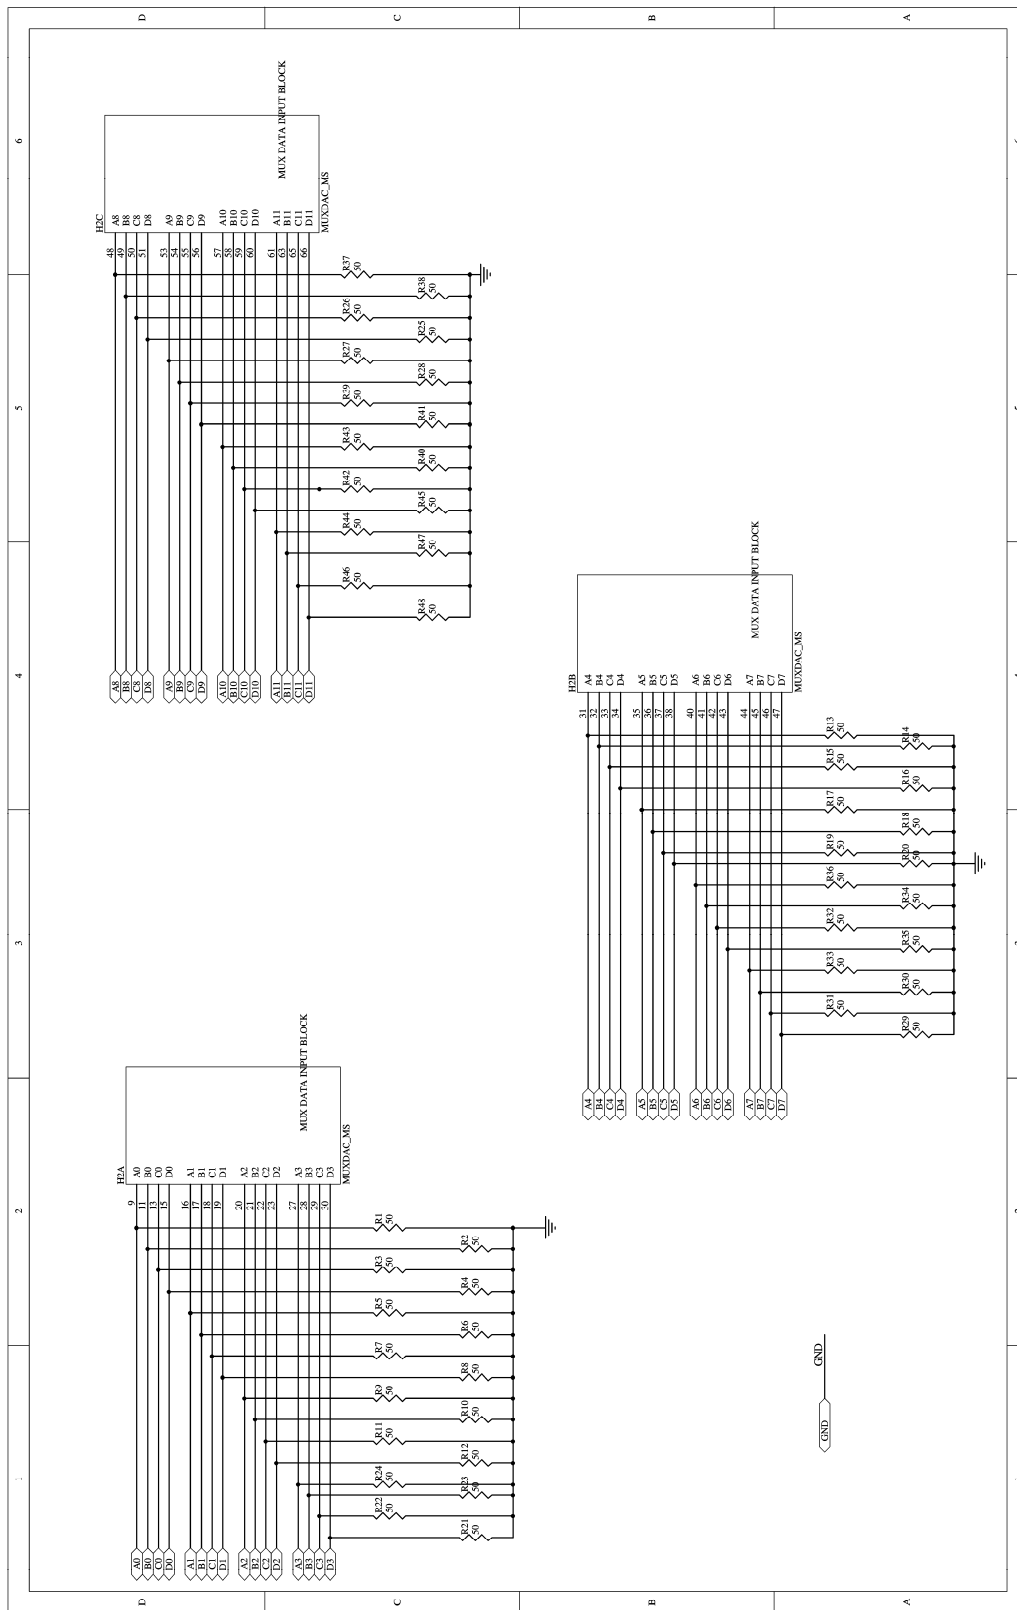 D
C
B
A
6
5
4
3
2
H2C
MUX DATA INPUT BLOCK
MUXDAC_MS
48 A8
49 B8
50 C8
51 D8
53 A9
54 B9
55 C9
56 D9
57 A10
58 B10
59 C10
60 D10
61 A11
63 B11
65 C11
66 D11
R37 50
R38 50
R26 50
R25 50
R27 50
R28 50
R39 50
R41 50
R43 50
R40 50
R42 50
R45 50
R44 50
R47 50
R46 50
R48 50
A8
B8
C8
D8
A9
B9
C9
D9
A10
B10
C10
D10
A11
B11
C11
D11
H2B
MUX DATA INPUT BLOCK
MUXDAC_MS
31 A4
32 B4
33 C4
34 D4
35 A5
36 B5
37 C5
38 D5
40 A6
41 B6
42 C6
43 D6
44 A7
45 B7
46 C7
47 D7
R13 50
R14 50
R15 50
R16 50
R17 50
R18 50
R19 50
R20 50
R36 50
R34 50
R32 50
R35 50
R33 50
R30 50
R31 50
R29 50
A4
B4
C4
D4
A5
B5
C5
D5
A6
B6
C6
D6
A7
B7
C7
D7
H2A
MUX DATA INPUT BLOCK
MUXDAC_MS
9 A0
11 B0
13 C0
15 D0
16 A1
17 B1
18 C1
19 D1
20 A2
21 B2
22 C2
23 D2
27 A3
28 B3
29 C3
30 D3
R1 50
R2 50
R3 50
R4 50
R5 50
R6 50
R7 50
R8 50
R9 50
R10 50
R11 50
R12 50
R24 50
R23 50
R22 50
R21 50
A0
B0
C0
D0
A1
B1
C1
D1
A2
B2
C2
D2
A3
B3
C3
D3
GND
GND
D
C
B
A